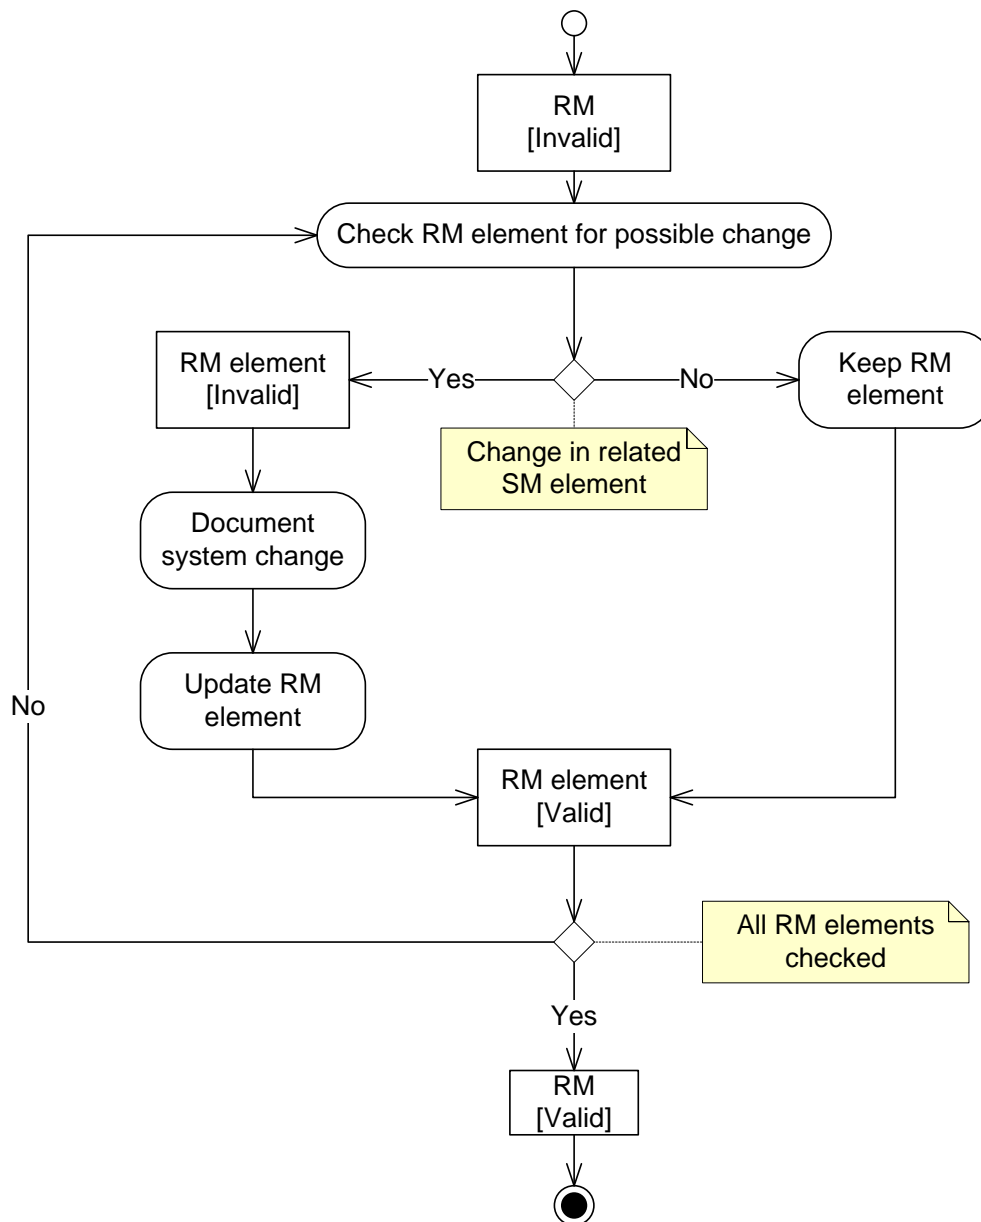 RM
[Invalid]
Check RM element for possible change
RM element
[Invalid]
Yes
No
Keep RM
element
Change in related
SM element
Document
system change
Update RM
element
No
RM element
[Valid]
All RM elements
checked
Yes
RM
[Valid]